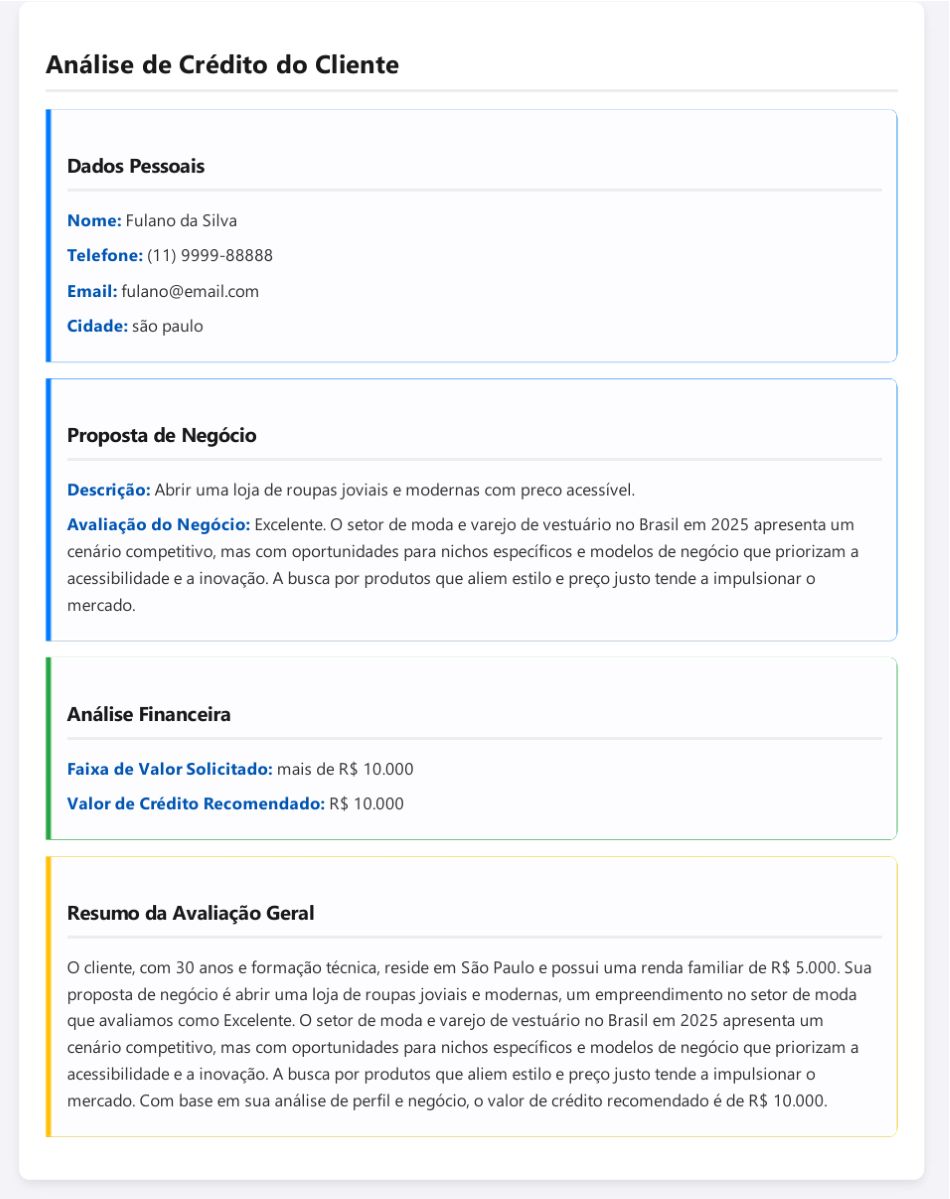 Análise de Crédito do Cliente
Dados Pessoais
Nome: Fulano da Silva
Telefone: (11) 9999-88888
Email: fulano@email.com
Cidade: são paulo
Proposta de Negócio
Descrição: Abrir uma loja de roupas joviais e modernas com preco acessível.
Avaliação do Negócio: Excelente. O setor de moda e varejo de vestuário no Brasil em 2025 apresenta um
cenário competitivo, mas com oportunidades para nichos específicos e modelos de negócio que priorizam a
acessibilidade e a inovação. A busca por produtos que aliem estilo e preço justo tende a impulsionar o
mercado.
Análise Financeira
Faixa de Valor Solicitado: mais de R$ 10.000
Valor de Crédito Recomendado: R$ 10.000
Resumo da Avaliação Geral
O cliente, com 30 anos e formação técnica, reside em São Paulo e possui uma renda familiar de R$ 5.000. Sua
proposta de negócio é abrir uma loja de roupas joviais e modernas, um empreendimento no setor de moda
que avaliamos como Excelente. O setor de moda e varejo de vestuário no Brasil em 2025 apresenta um
cenário competitivo, mas com oportunidades para nichos específicos e modelos de negócio que priorizam a
acessibilidade e a inovação. A busca por produtos que aliem estilo e preço justo tende a impulsionar o
mercado. Com base em sua análise de perfil e negócio, o valor de crédito recomendado é de R$ 10.000.